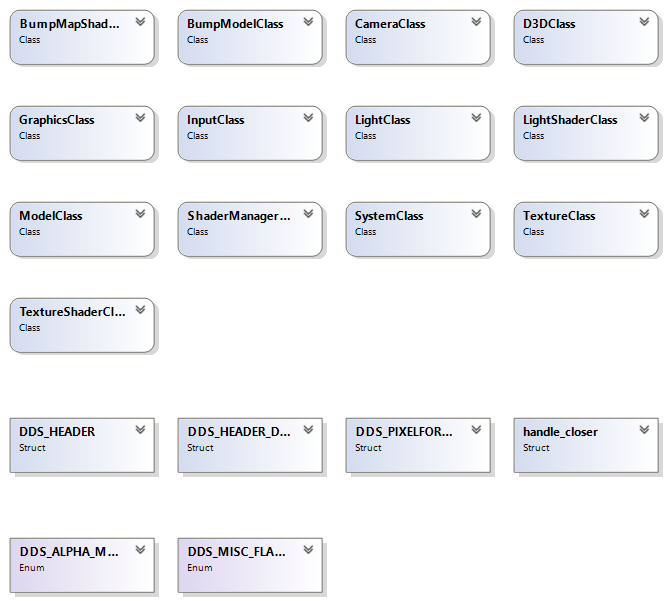 BumpMapShad... BumpModelClass CameraClass D3DClass
Class Class Class Class
GraphicsClass InputClass LightClass LightShaderClass
Class Class Class Class
ModelClass ShaderManager... SystemClass TextureClass
Class Class Class Class
TextureShaderCl...
Class
DDS_HEADER DDS_HEADER_D... DDS_PIXELFOR... handle_closer
Struct Struct Struct Struct
DDS_ALPHA_M... DDS_MISC_FLA...
Enum Enum